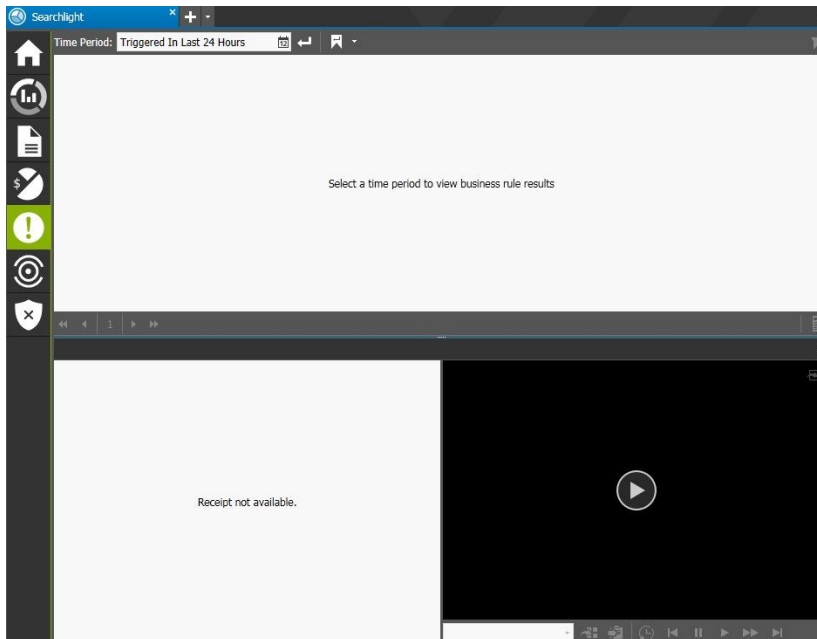 Searchlight
Time Period: Triggered In Last 24 Hours 12
$
!
Select a time period to view business rule results
1
Receipt not available.